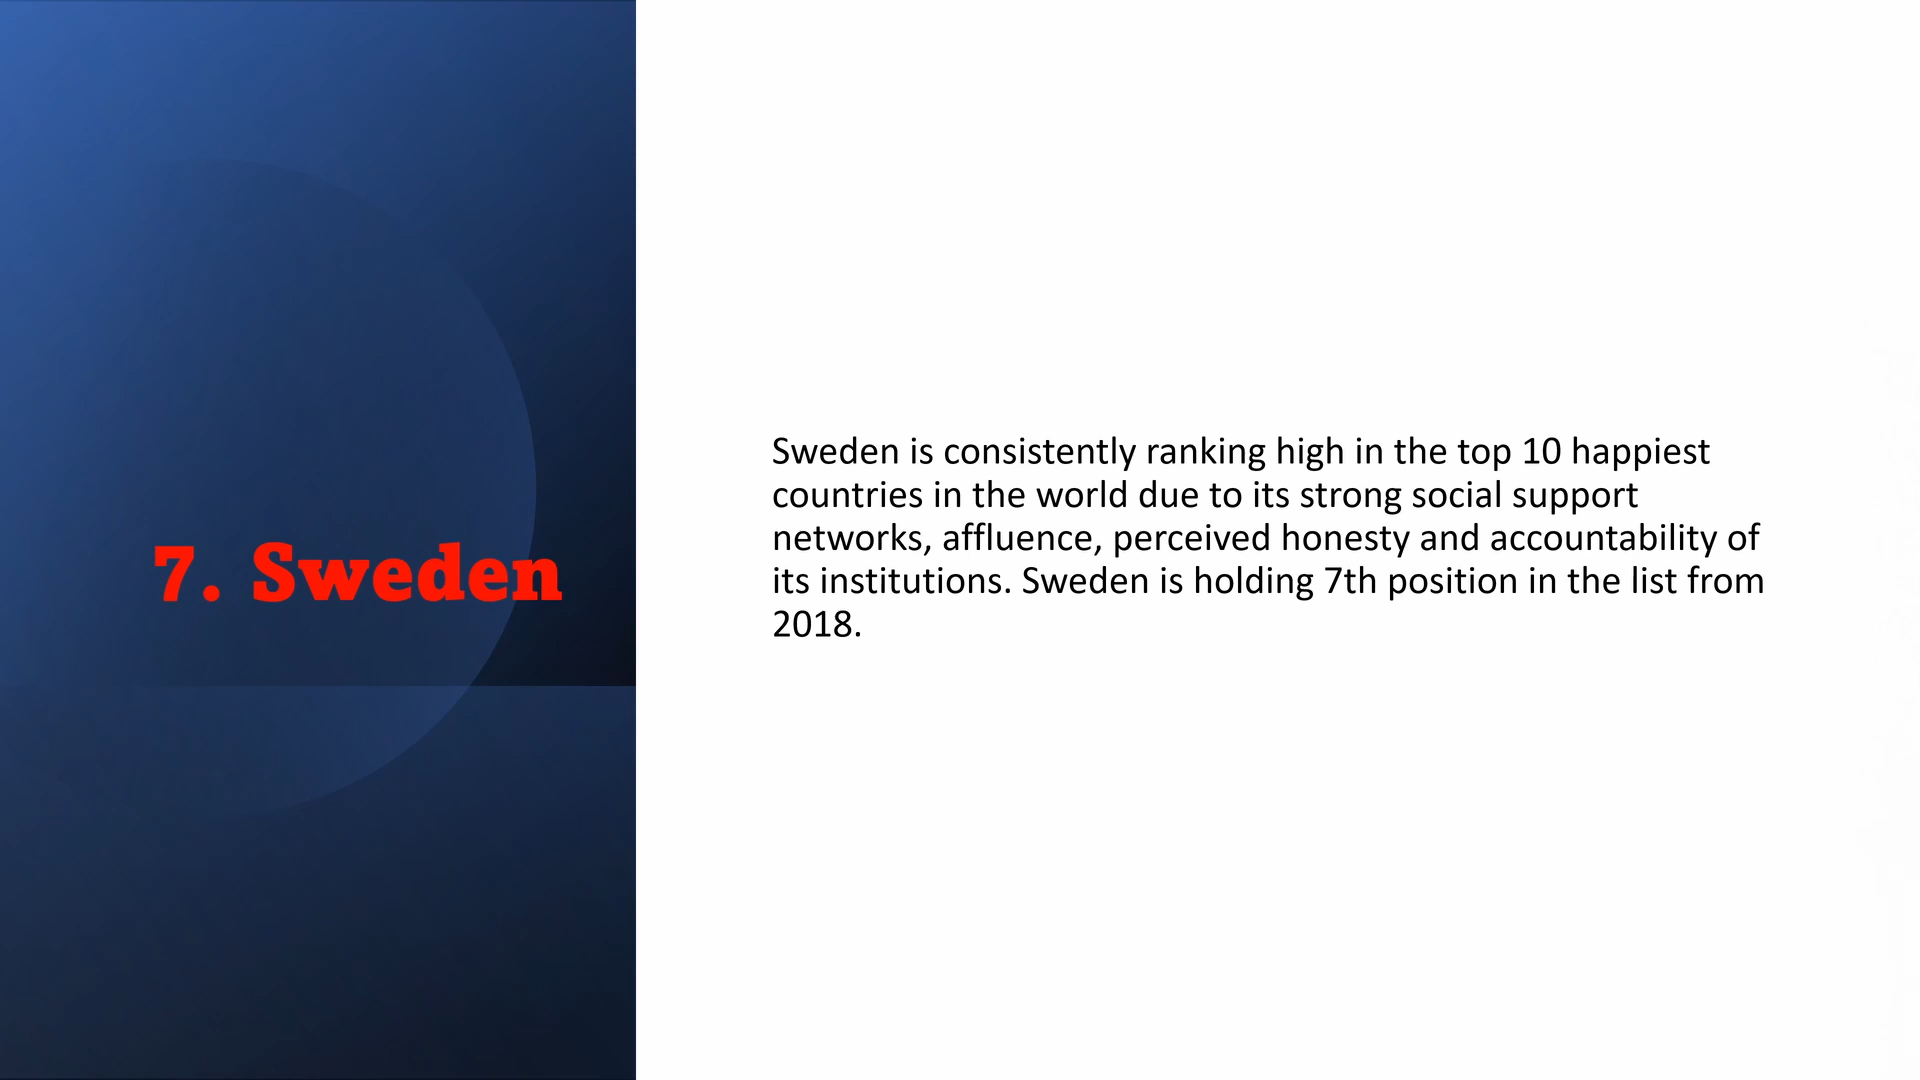 7. Sweden
Sweden is consistently ranking high in the top 10 happiest
countries in the world due to its strong social support
networks, affluence, perceived honesty and accountability of
its institutions. Sweden is holding 7th position in the list from
2018.